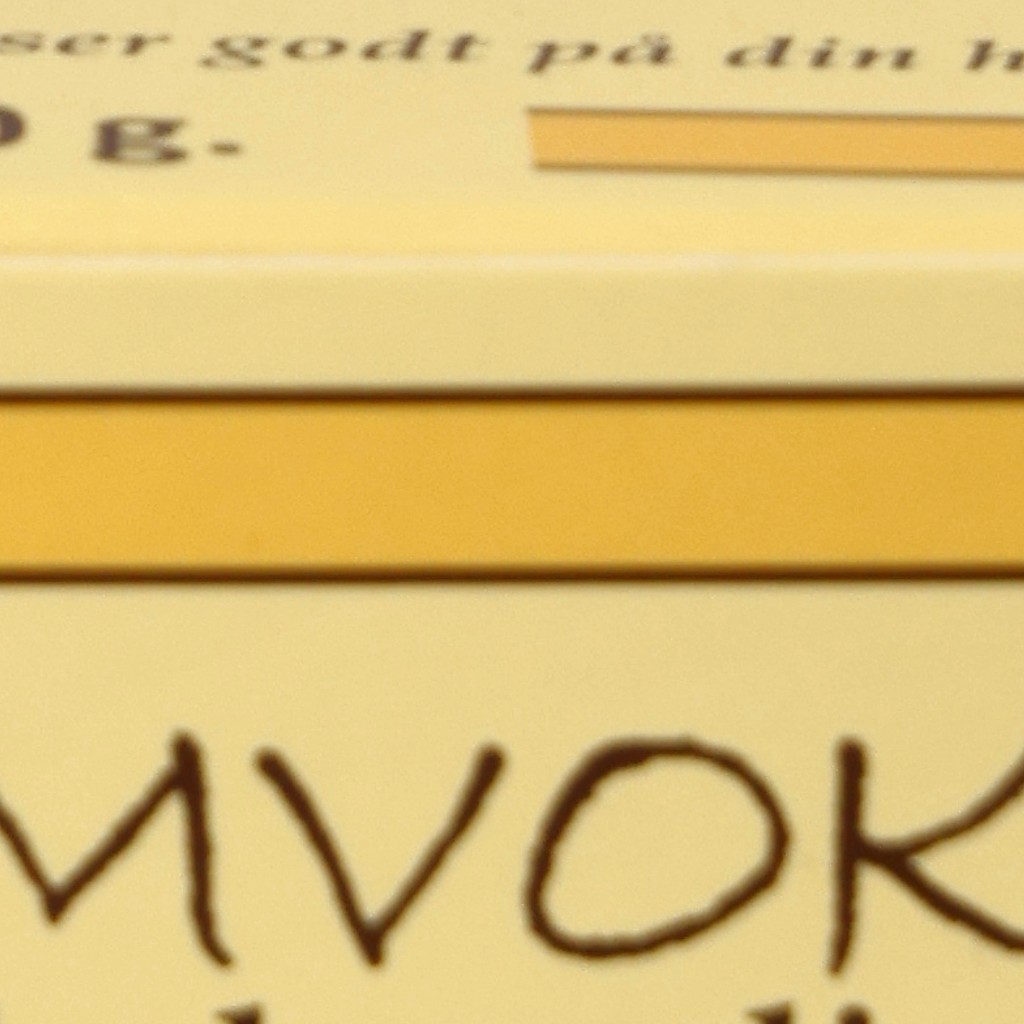 ser godt på din h
g.
MVOK